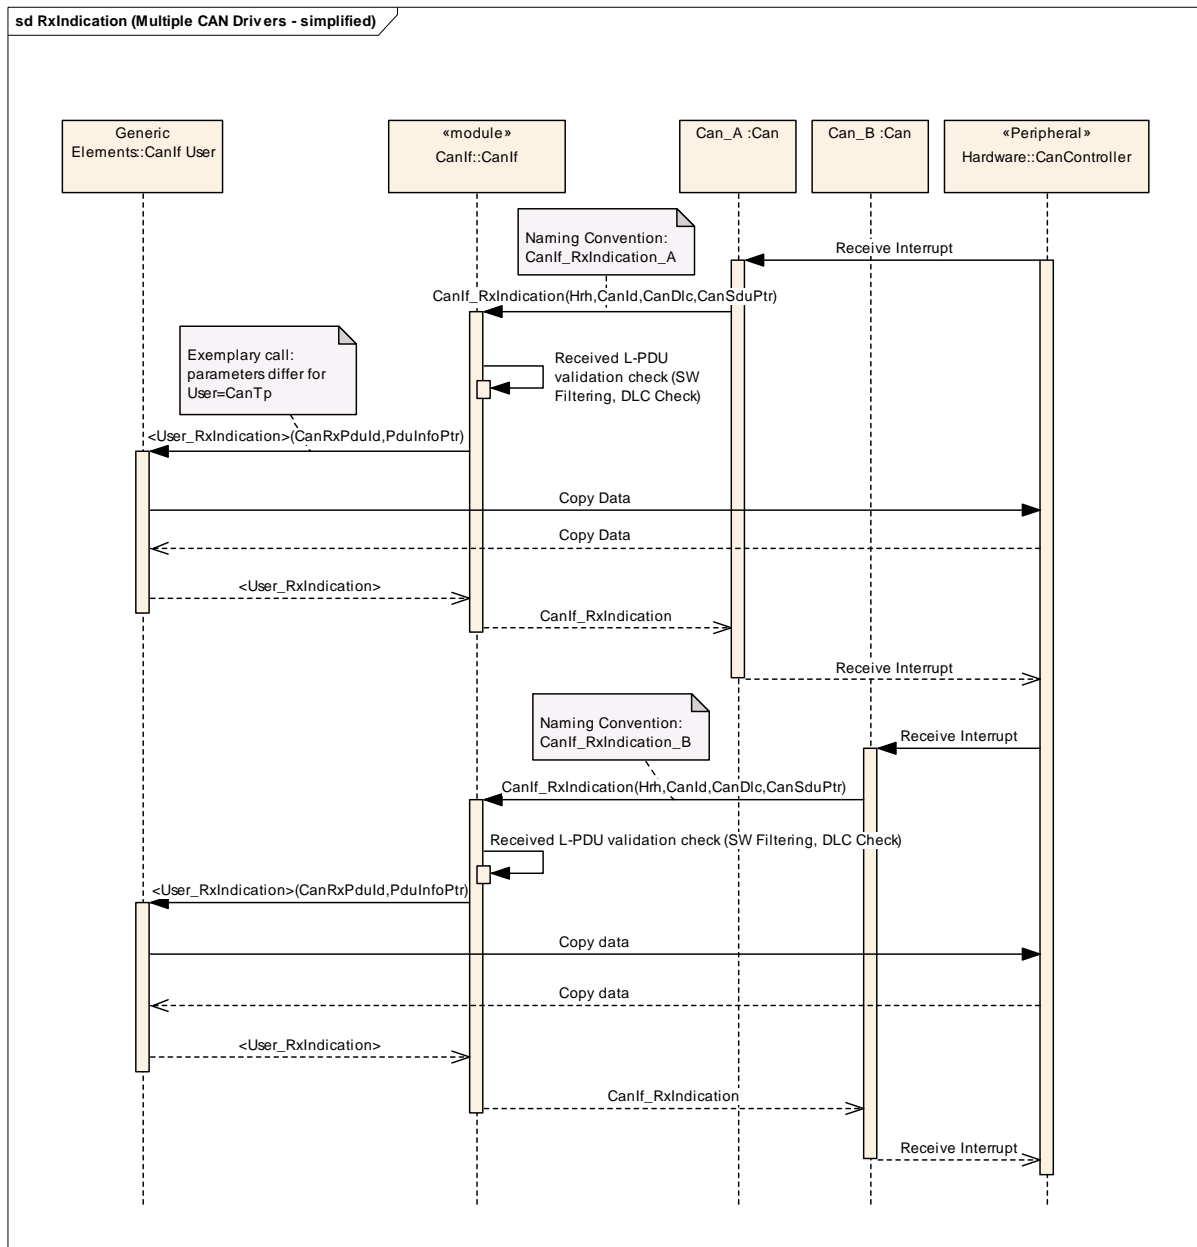 sd RxIndication (Multiple CAN Drivers - simplified)
Generic
Elements::CanIf User
«module»
CanIf::CanIf
Can_A :Can
Can_B :Can
«Peripheral»
Hardware::CanController
Naming Convention:
CanIf_RxIndication_A
Receive Interrupt
CanIf_RxIndication(Hrh,CanId,CanDlc,CanSduPtr)
Exemplary call:
parameters differ for
User=CanTp
Received L-PDU
validation check (SW
Filtering, DLC Check)
<User_RxIndication>(CanRxPduId,PduInfoPtr)
Copy Data
Copy Data
<User_RxIndication>
CanIf_RxIndication
Receive Interrupt
Naming Convention:
CanIf_RxIndication_B
Receive Interrupt
CanIf_RxIndication(Hrh,CanId,CanDlc,CanSduPtr)
Received L-PDU validation check (SW Filtering, DLC Check)
<User_RxIndication>(CanRxPduId,PduInfoPtr)
Copy data
Copy data
<User_RxIndication>
CanIf_RxIndication
Receive Interrupt